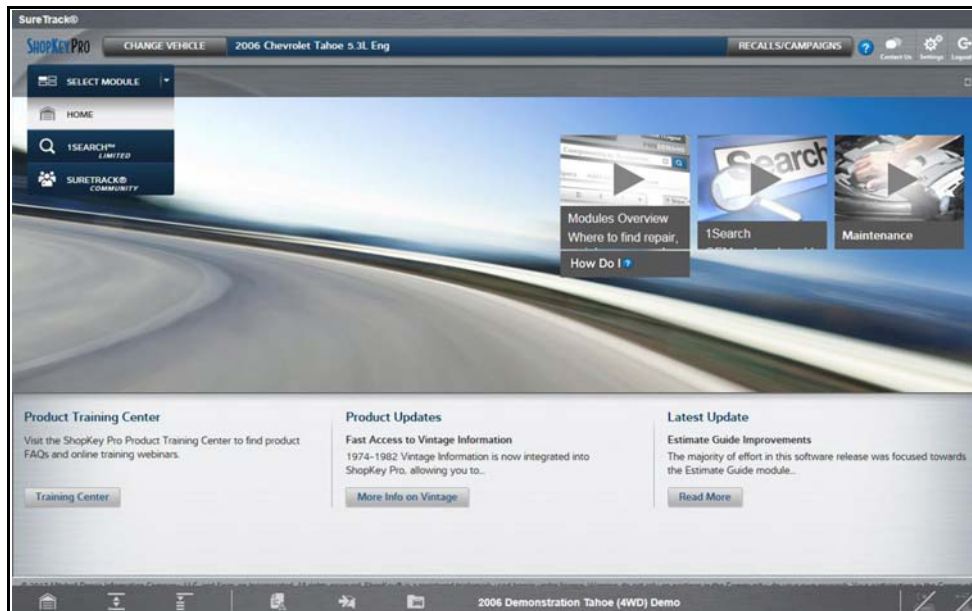 SureTrack®
SHOPKEYPRO
CHANGE VEHICLE
2006 Chevrolet Tahoe 5.3L Eng
RECALLS/CAMPAIGNS
?
Contact Us
Settings
Logout
SELECT MODULE
HOME
1SEARCH™
LIMITED
SURETRACK®
COMMUNITY
Search
Modules Overview
Where to find repair,
How Do I ?
1Search
Maintenance
Product Training Center
Visit the ShopKey Pro Product Training Center to find product
FAQs and online training webinars.
Training Center
Product Updates
Fast Access to Vintage Information
1974-1982 Vintage Information is now integrated into
ShopKey Pro, allowing you to...
More Info on Vintage
Latest Update
Estimate Guide Improvements
The majority of effort in this software release was focused towards
the Estimate Guide module...
Read More
2006 Demonstration Tahoe (4WD) Demo